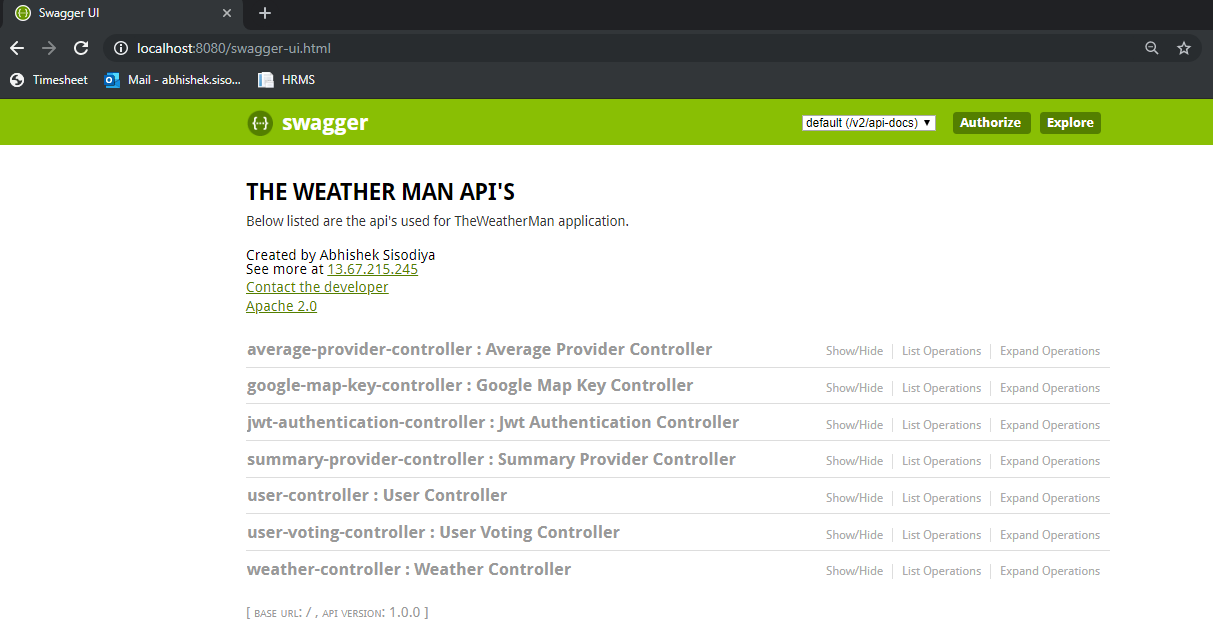 Swagger UI
localhost:8080/swagger-ui.html
Timesheet Mail - abhishek.siso... HRMS
{···} swagger default (/v2/api-docs) Authorize Explore
THE WEATHER MAN API'S
Below listed are the api's used for TheWeatherMan application.
Created by Abhishek Sisodiya
See more at 13.67.215.245
Contact the developer
Apache 2.0
average-provider-controller : Average Provider Controller Show/Hide List Operations Expand Operations
google-map-key-controller : Google Map Key Controller Show/Hide List Operations Expand Operations
jwt-authentication-controller : Jwt Authentication Controller Show/Hide List Operations Expand Operations
summary-provider-controller : Summary Provider Controller Show/Hide List Operations Expand Operations
user-controller : User Controller Show/Hide List Operations Expand Operations
user-voting-controller : User Voting Controller Show/Hide List Operations Expand Operations
weather-controller : Weather Controller Show/Hide List Operations Expand Operations
[ BASE URL: / , API VERSION: 1.0.0 ]